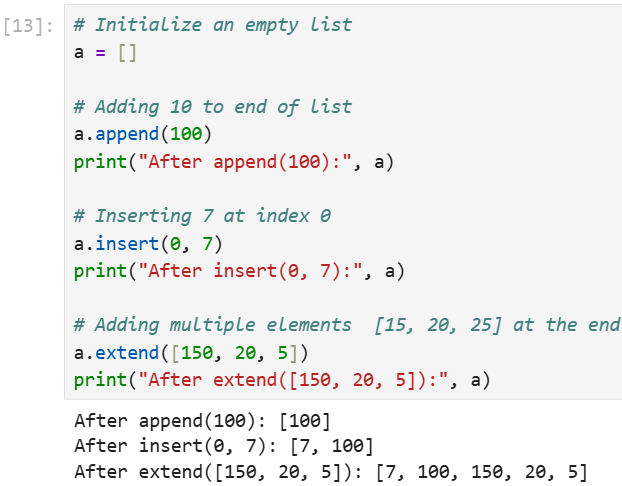 [13]: # Initialize an empty list
a = []
# Adding 10 to end of list
a.append(100)
print("After append(100):", a)
# Inserting 7 at index 0
a.insert(0, 7)
print("After insert(0, 7):", a)
# Adding multiple elements  [15, 20, 25] at the end
a.extend([150, 20, 5])
print("After extend([150, 20, 5]):", a)
After append(100): [100]
After insert(0, 7): [7, 100]
After extend([150, 20, 5]): [7, 100, 150, 20, 5]